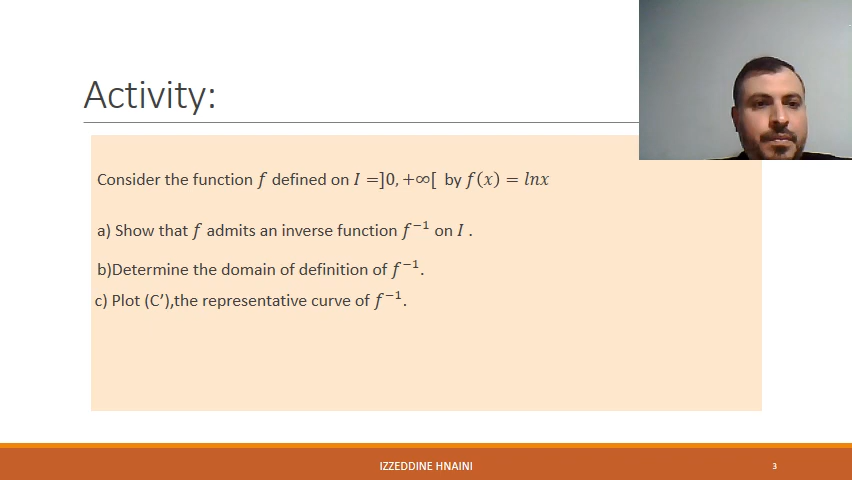 Activity:
Consider the function f defined on I =]0, +∞[ by f(x) = lnx
a) Show that f admits an inverse function f⁻¹ on I .
b)Determine the domain of definition of f⁻¹.
c) Plot (C’),the representative curve of f⁻¹.
IZZEDDINE HNAINI
3